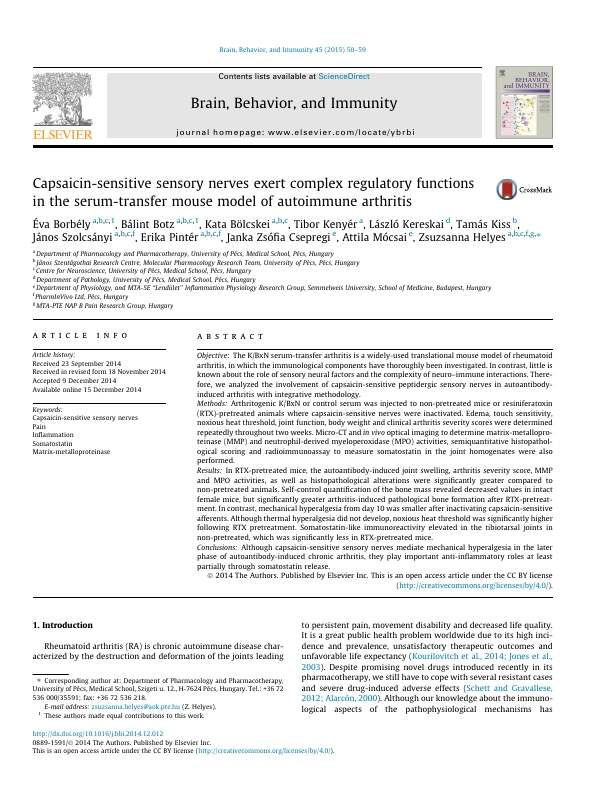 Brain, Behavior, and Immunity 45 (2015) 50–59
Contents lists available at ScienceDirect
Brain, Behavior, and Immunity
journal homepage: www.elsevier.com/locate/ybrbi
ELSEVIER
BRAIN,
BEHAVIOR,
and IMMUNITY
Capsaicin-sensitive sensory nerves exert complex regulatory functions
in the serum-transfer mouse model of autoimmune arthritis
CrossMark
Éva Borbély a,b,c,1, Bálint Botz a,b,c,1, Kata Bölcskei a,b,c, Tibor Kenyér a, László Kereskai d, Tamás Kiss b,
János Szolcsányi a,b,c,f, Erika Pintér a,b,c,f, Janka Zsófia Csepregi e, Attila Mócsai e, Zsuzsanna Helyes a,b,c,f,g,*
a Department of Pharmacology and Pharmacotherapy, University of Pécs, Medical School, Pécs, Hungary
b János Szentágothai Research Centre, Molecular Pharmacology Research Team, University of Pécs, Pécs, Hungary
c Centre for Neuroscience, University of Pécs, Medical School, Pécs, Hungary
d Department of Pathology, University of Pécs, Medical School, Pécs, Hungary
e Department of Physiology, and MTA-SE "Lendület" Inflammation Physiology Research Group, Semmelweis University, School of Medicine, Budapest, Hungary
f PharmInVivo Ltd, Pécs, Hungary
g MTA-PTE NAP B Pain Research Group, Hungary
ARTICLE INFO
Article history:
Received 23 September 2014
Received in revised form 18 November 2014
Accepted 9 December 2014
Available online 15 December 2014
Keywords:
Capsaicin-sensitive sensory nerves
Pain
Inflammation
Somatostatin
Matrix-metalloproteinase
ABSTRACT
Objective: The K/BxN serum-transfer arthritis is a widely-used translational mouse model of rheumatoid
arthritis, in which the immunological components have thoroughly been investigated. In contrast, little is
known about the role of sensory neural factors and the complexity of neuro–immune interactions. There-
fore, we analyzed the involvement of capsaicin-sensitive peptidergic sensory nerves in autoantibody-
induced arthritis with integrative methodology.
Methods: Arthritogenic K/BxN or control serum was injected to non-pretreated mice or resiniferatoxin
(RTX)-pretreated animals where capsaicin-sensitive nerves were inactivated. Edema, touch sensitivity,
noxious heat threshold, joint function, body weight and clinical arthritis severity scores were determined
repeatedly throughout two weeks. Micro-CT and in vivo optical imaging to determine matrix-metallopro-
teinase (MMP) and neutrophil-derived myeloperoxidase (MPO) activities, semiquantitative histopathol-
ogical scoring and radioimmunoassay to measure somatostatin in the joint homogenates were also
performed.
Results: In RTX-pretreated mice, the autoantibody-induced joint swelling, arthritis severity score, MMP
and MPO activities, as well as histopathological alterations were significantly greater compared to
non-pretreated animals. Self-control quantification of the bone mass revealed decreased values in intact
female mice, but significantly greater arthritis-induced pathological bone formation after RTX-pretreat-
ment. In contrast, mechanical hyperalgesia from day 10 was smaller after inactivating capsaicin-sensitive
afferents. Although thermal hyperalgesia did not develop, noxious heat threshold was significantly higher
following RTX pretreatment. Somatostatin-like immunoreactivity elevated in the tibiotarsal joints in
non-pretreated, which was significantly less in RTX-pretreated mice.
Conclusions: Although capsaicin-sensitive sensory nerves mediate mechanical hyperalgesia in the later
phase of autoantibody-induced chronic arthritis, they play important anti-inflammatory roles at least
partially through somatostatin release.
© 2014 The Authors. Published by Elsevier Inc. This is an open access article under the CC BY license
(http://creativecommons.org/licenses/by/4.0/).
1. Introduction
Rheumatoid arthritis (RA) is chronic autoimmune disease char-
acterized by the destruction and deformation of the joints leading
to persistent pain, movement disability and decreased life quality.
It is a great public health problem worldwide due to its high inci-
dence and prevalence, unsatisfactory therapeutic outcomes and
unfavorable life expectancy (Kourilovitch et al., 2014; Jones et al.,
2003). Despite promising novel drugs introduced recently in its
pharmacotherapy, we still have to cope with several resistant cases
and severe drug-induced adverse effects (Schett and Gravallese,
2012; Alarcón, 2000). Although our knowledge about the immuno-
logical aspects of the pathophysiological mechanisms has
* Corresponding author at: Department of Pharmacology and Pharmacotherapy,
University of Pécs, Medical School, Szigeti u. 12., H-7624 Pécs, Hungary. Tel.: +36 72
536 000/35591; fax: +36 72 536 218.
E-mail address: zsuzsanna.helyes@aok.pte.hu (Z. Helyes).
1 These authors made equal contributions to this work.
http://dx.doi.org/10.1016/j.bbi.2014.12.012
0889-1591/© 2014 The Authors. Published by Elsevier Inc.
This is an open access article under the CC BY license (http://creativecommons.org/licenses/by/4.0/).